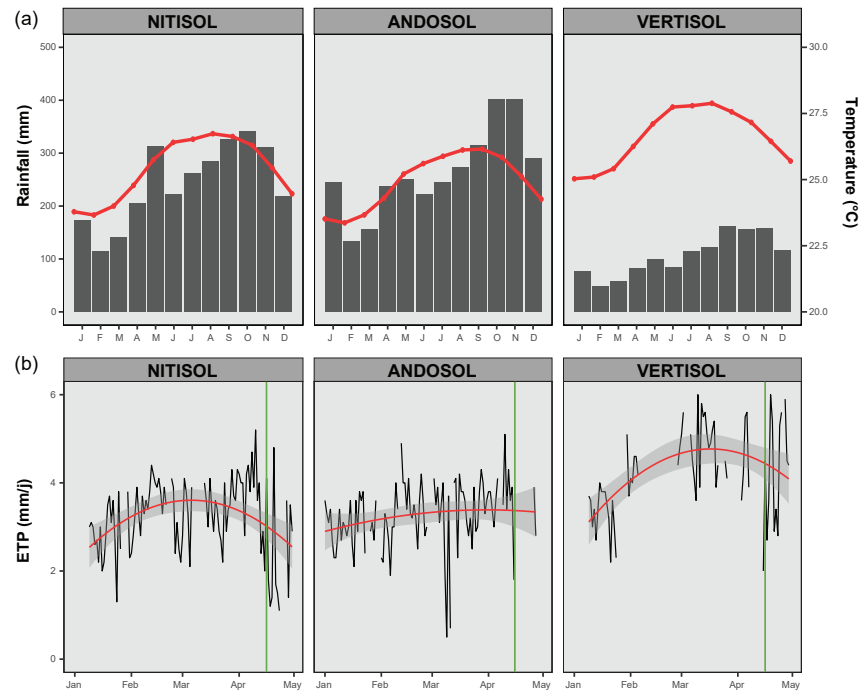 (a)
NITISOL ANDOSOL VERTISOL
500 30.0
400 27.5
300 25.0
200 22.5
100 20.0
0
Rainfall (mm)
Temperature (°C)
J F M A M J J A S O N D J F M A M J J A S O N D J F M A M J J A S O N D
(b)
NITISOL ANDOSOL VERTISOL
6
4
2
0
ETP (mm/j)
Jan Feb Mar Apr May Jan Feb Mar Apr May Jan Feb Mar Apr May